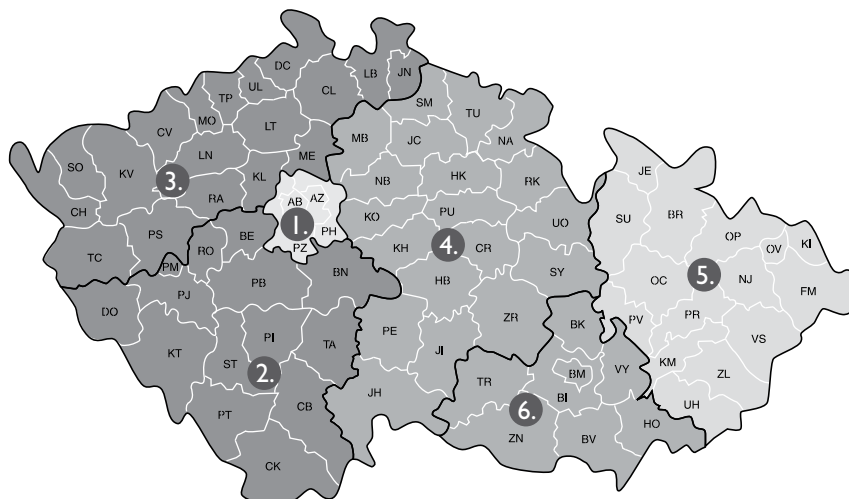 DC
LB
JN
UL
TP
CL
SM
MO
CV
LT
TU
MB
JC
NA
LN
ME
SO
KV
3.
KL
NB
HK
RK
JE
RA
AB
AZ
CH
KO
PU
UO
SU
BR
1.
PS
BE
PH
OP
RO
PZ
KH
4.
CR
OV
KI
TC
PM
BN
SY
OC
5.
NJ
PB
HB
FM
PJ
DO
PR
ZR
PV
BK
PE
PI
TA
VS
KT
JI
ST
2.
KM
BM
VY
ZL
TR
JH
BI
CB
UH
6.
PT
HO
ZN
BV
CK